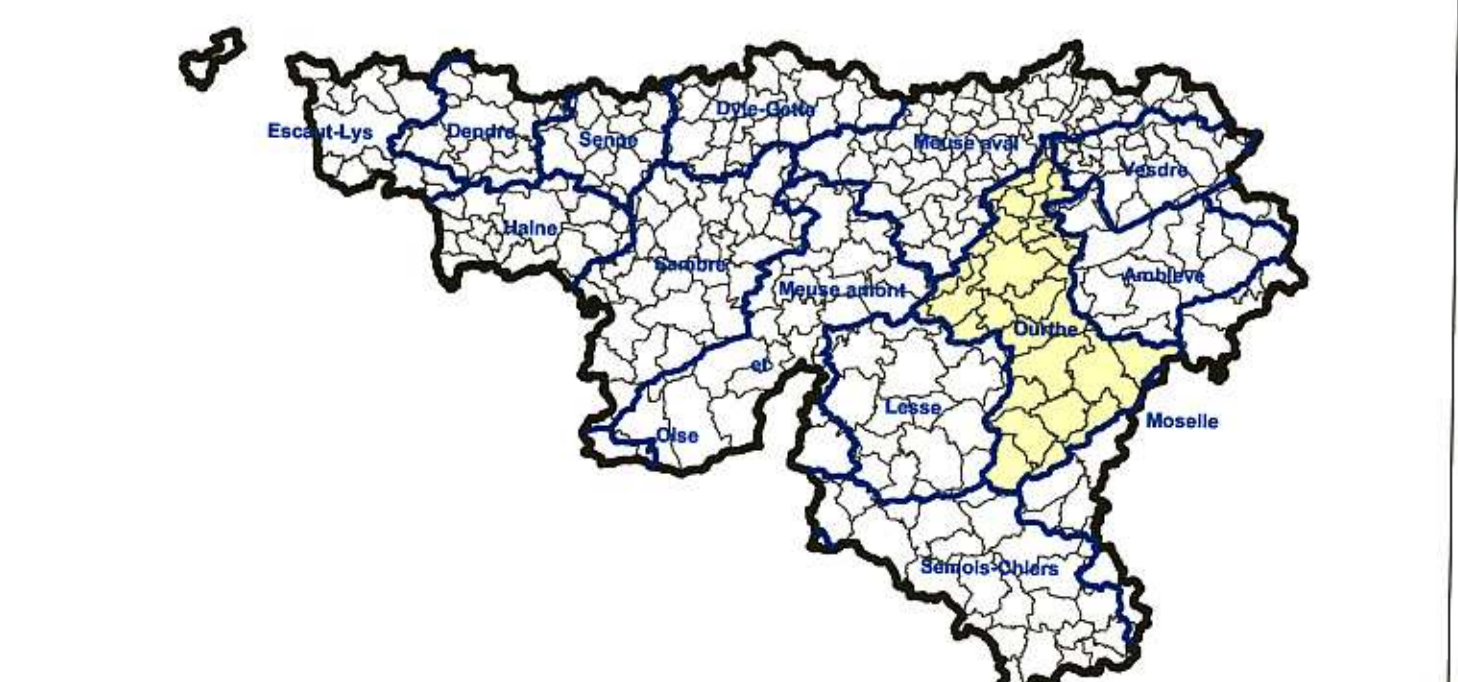 Dyle-Gette
Escaut-Lys
Dendre
Senne
Meuse aval
Vesdre
Haine
Sambre
Amblève
Meuse amont
Ourthe
et
Lesse
Moselle
Oise
Semois-Chiers